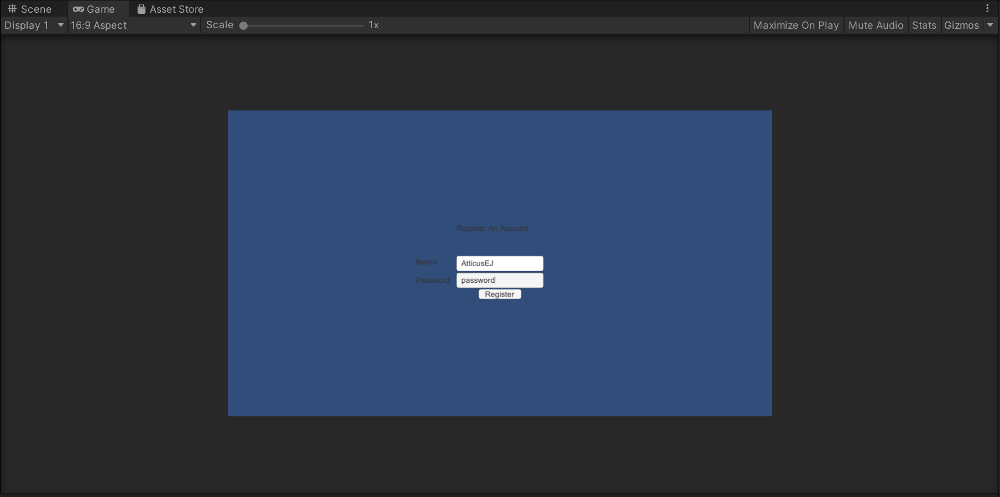 Scene Game Asset Store
Display 1 16:9 Aspect Scale 1x Maximize On Play Mute Audio Stats Gizmos
Register An Account
Name AtticusEJ
Password password
Register